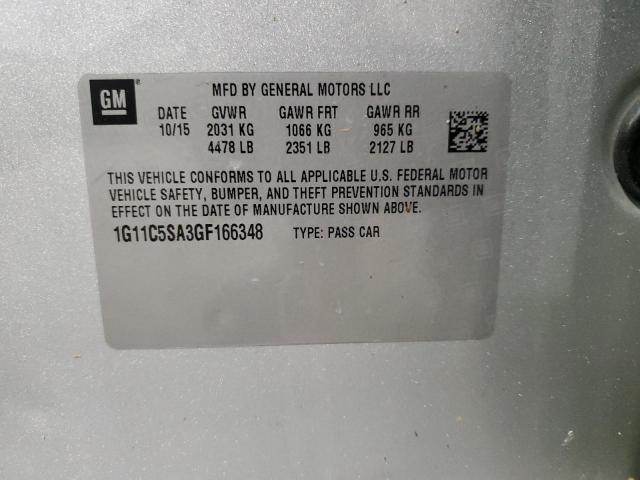 GM ®
MFD BY GENERAL MOTORS LLC
DATE GVWR GAWR FRT GAWR RR
10/15 2031 KG 1066 KG 965 KG
4478 LB 2351 LB 2127 LB
THIS VEHICLE CONFORMS TO ALL APPLICABLE U.S. FEDERAL MOTOR
VEHICLE SAFETY, BUMPER, AND THEFT PREVENTION STANDARDS IN
EFFECT ON THE DATE OF MANUFACTURE SHOWN ABOVE.
1G11C5SA3GF166348 TYPE: PASS CAR